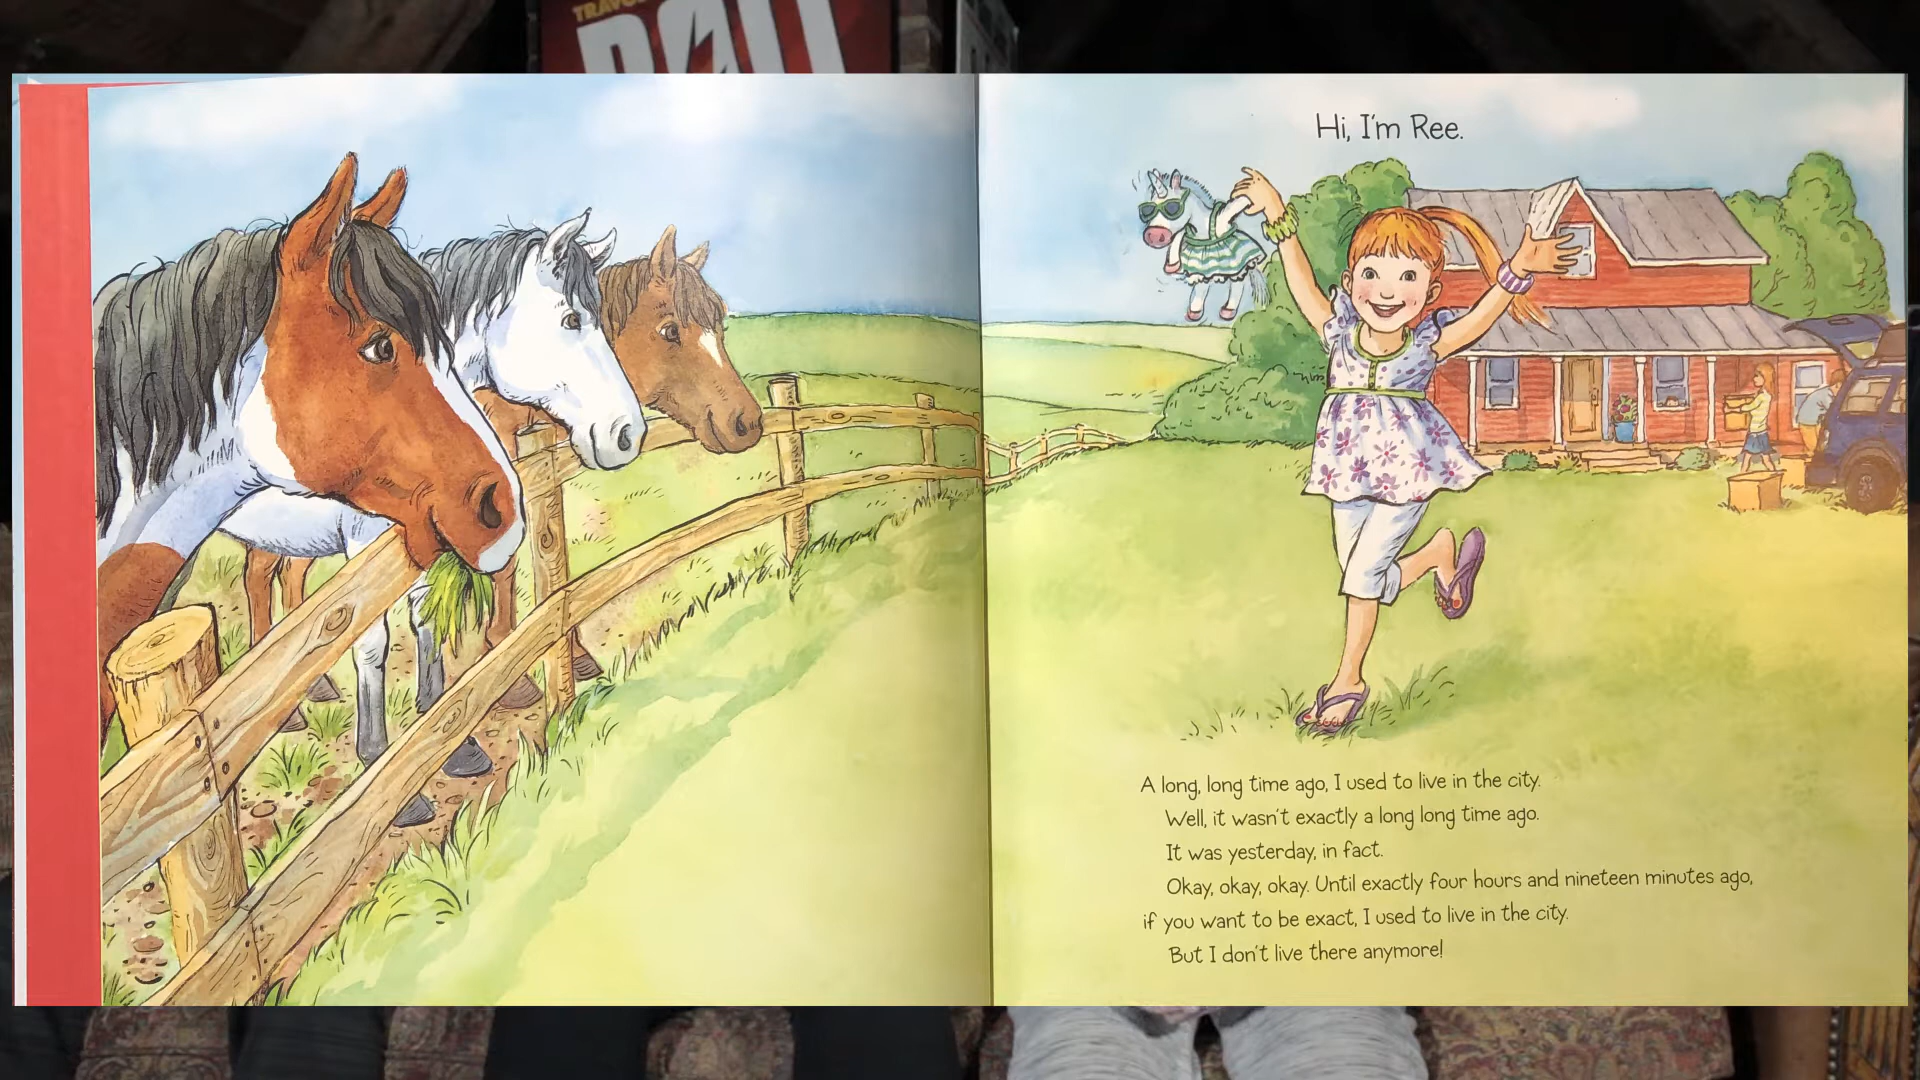 Hi, I'm Ree.
A long, long time ago, I used to live in the city.
Well, it wasn't exactly a long long time ago.
It was yesterday, in fact.
Okay, okay, okay. Until exactly four hours and nineteen minutes ago,
if you want to be exact, I used to live in the city.
But I don't live there anymore!